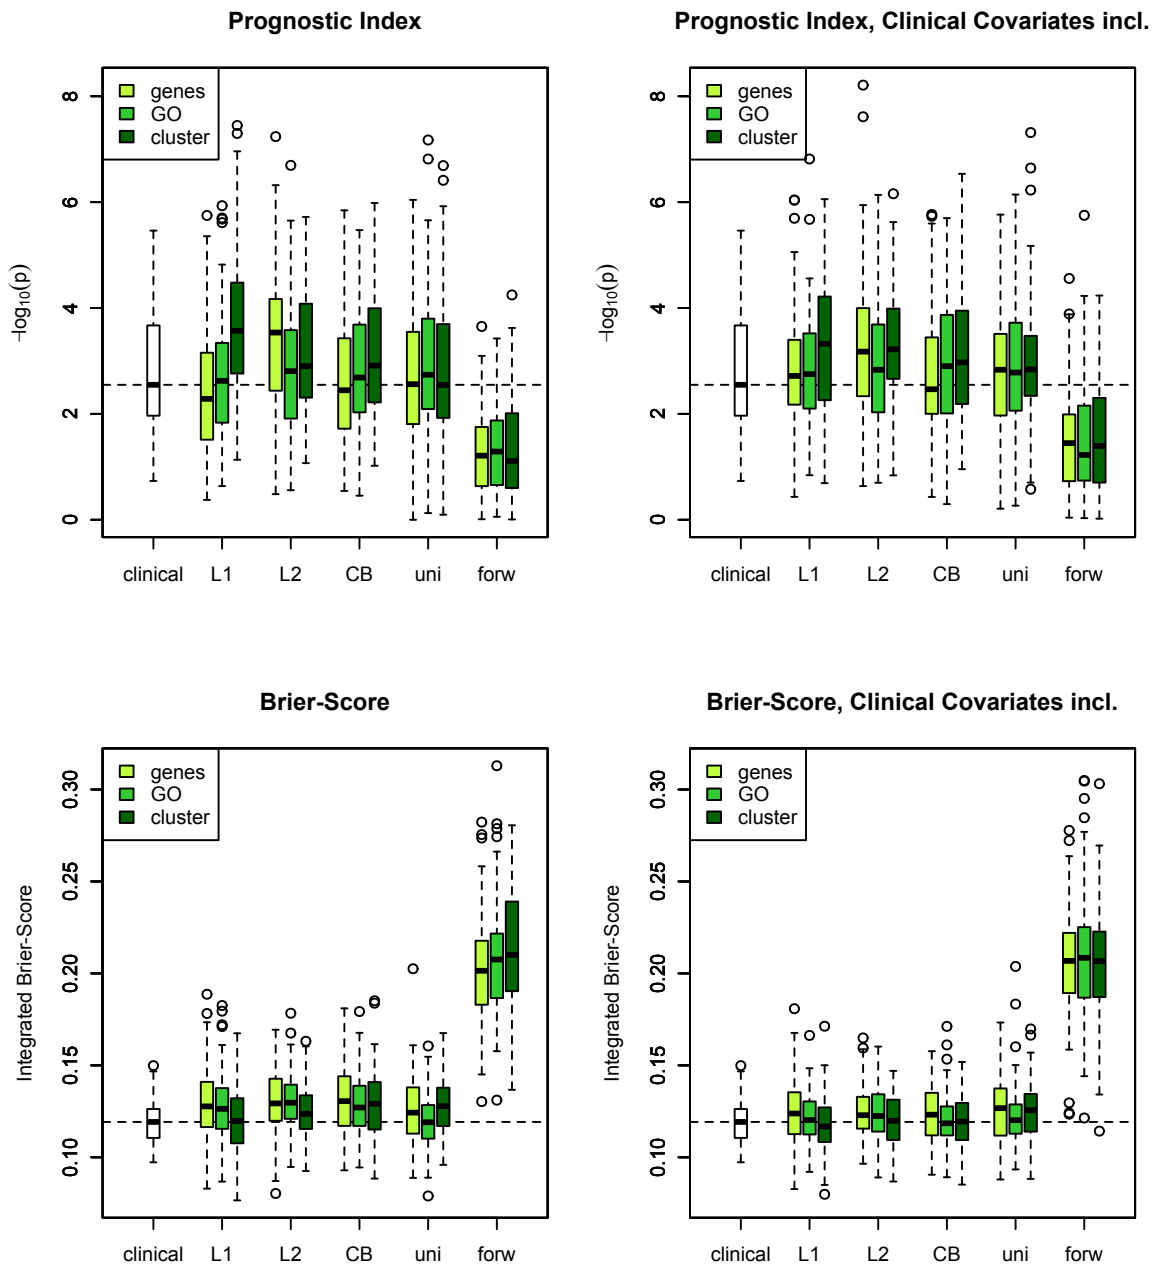 Prognostic Index
−log10(p)
8
6
4
2
0
genes
GO
cluster
clinical L1 L2 CB uni forw
Prognostic Index, Clinical Covariates incl.
−log10(p)
8
6
4
2
0
genes
GO
cluster
clinical L1 L2 CB uni forw
Brier-Score
Integrated Brier-Score
0.30
0.25
0.20
0.15
0.10
genes
GO
cluster
clinical L1 L2 CB uni forw
Brier-Score, Clinical Covariates incl.
Integrated Brier-Score
0.30
0.25
0.20
0.15
0.10
genes
GO
cluster
clinical L1 L2 CB uni forw